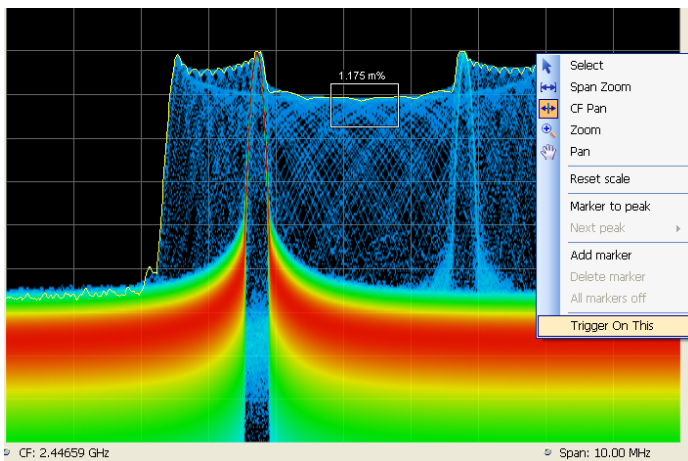 1.175 m%
Select
Span Zoom
CF Pan
Zoom
Pan
Reset scale
Marker to peak
Next peak
Add marker
Delete marker
All markers off
Trigger On This
CF: 2.44659 GHz
Span: 10.00 MHz